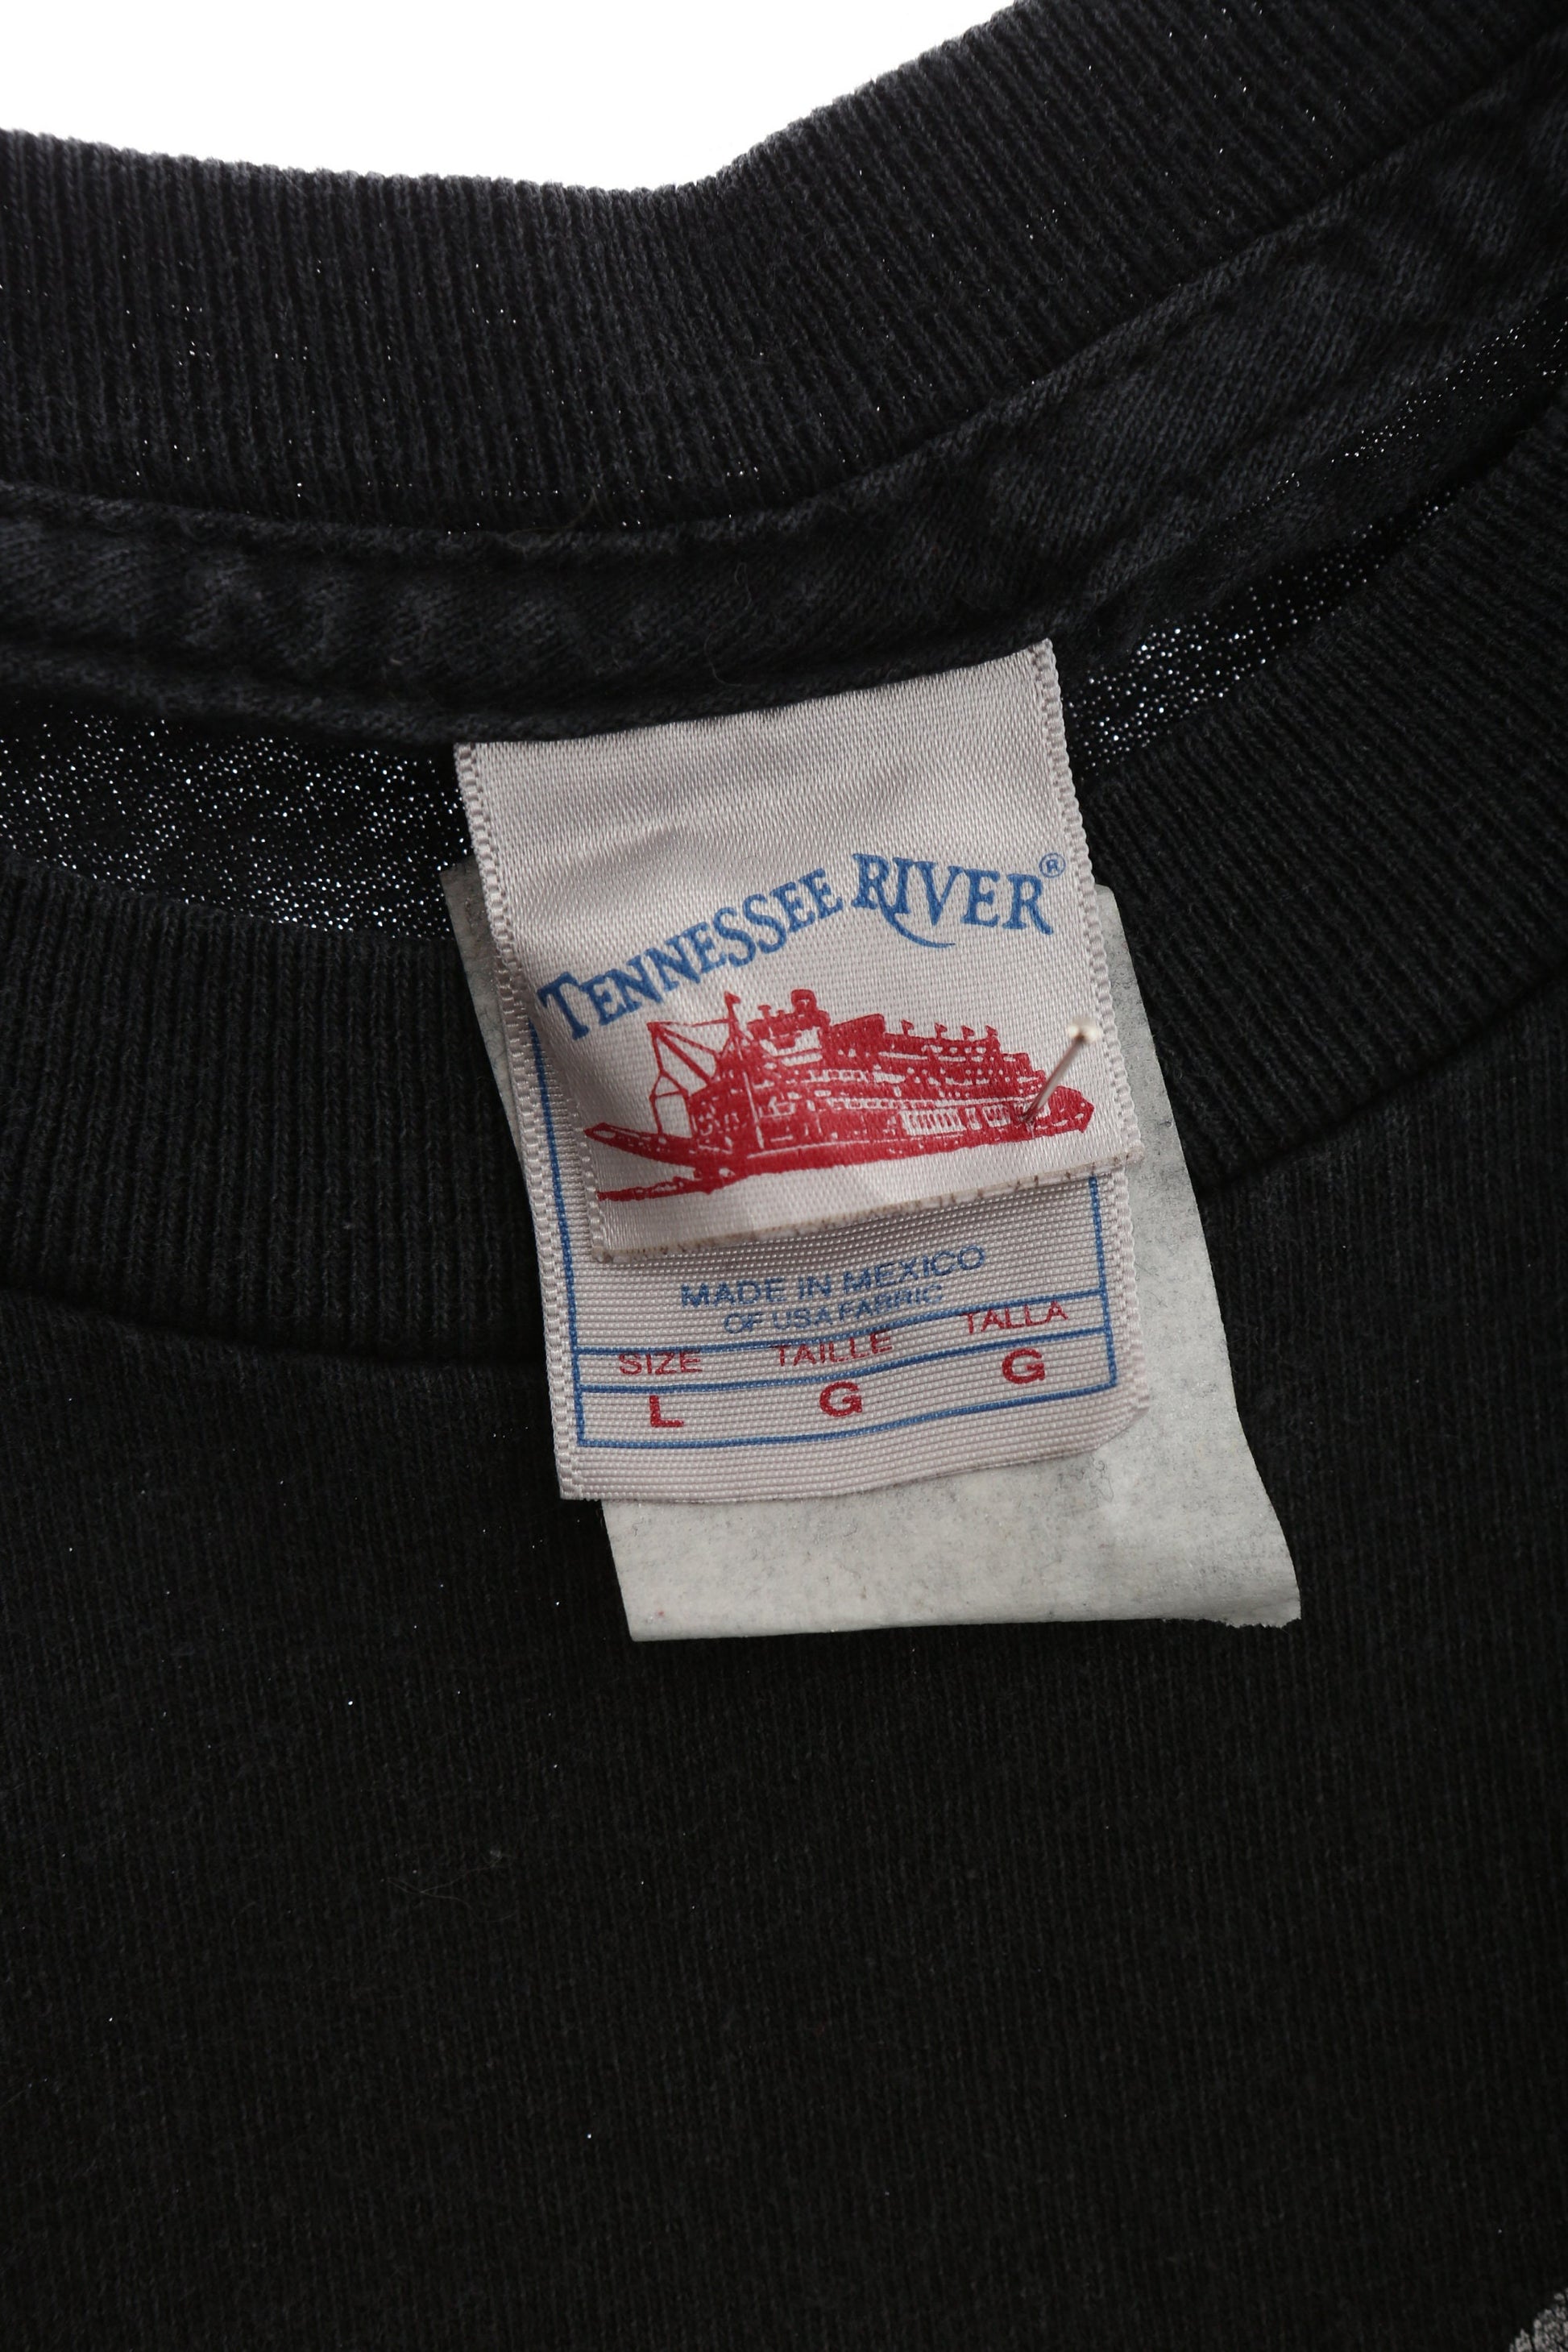 TENNESSEE RIVER®
MADE IN MEXICO
OF USA FABRIC
SIZE TAILLE TALLA
L G G